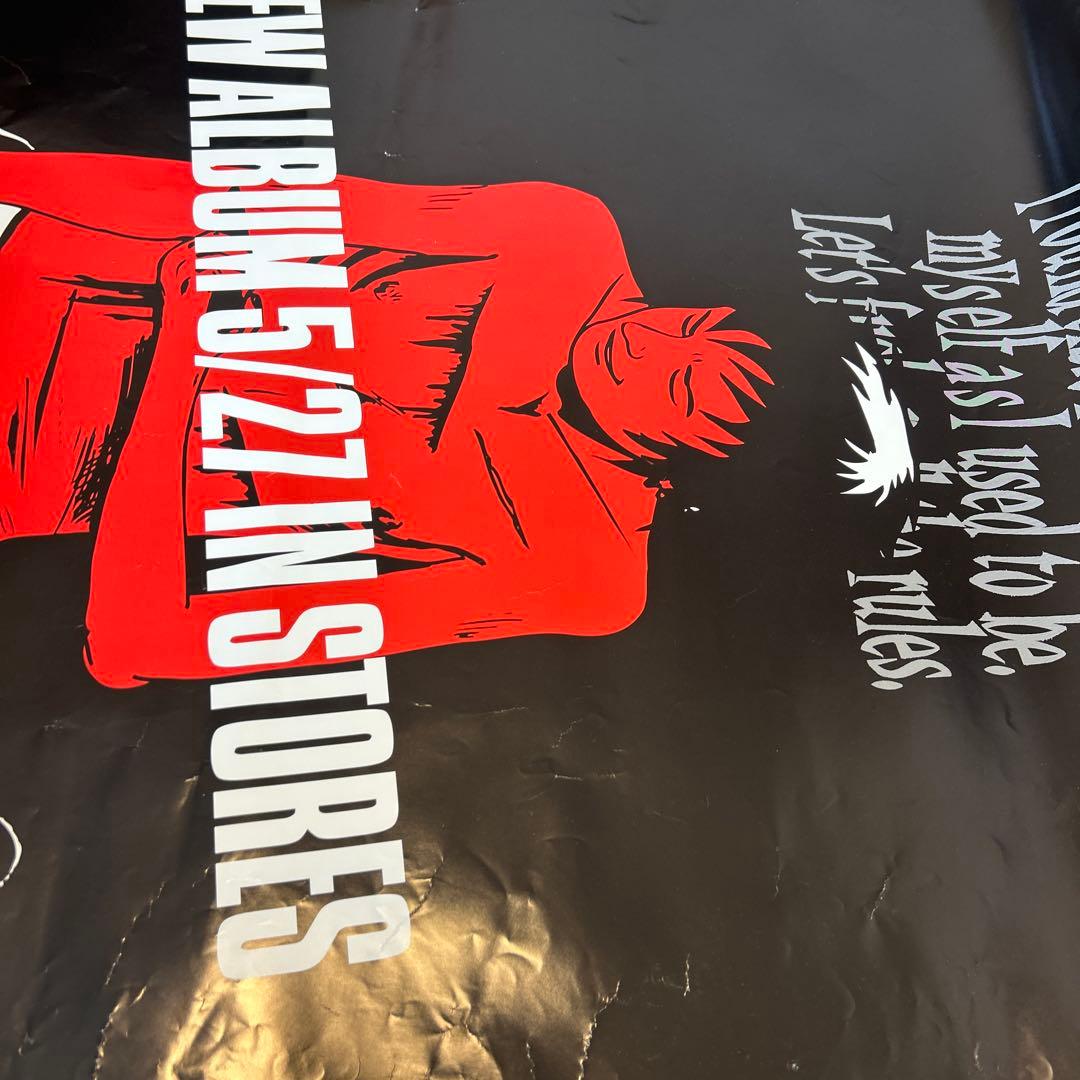 myself as I used to be.
Let's rules.
EW ALBUM 5/27 IN STORES